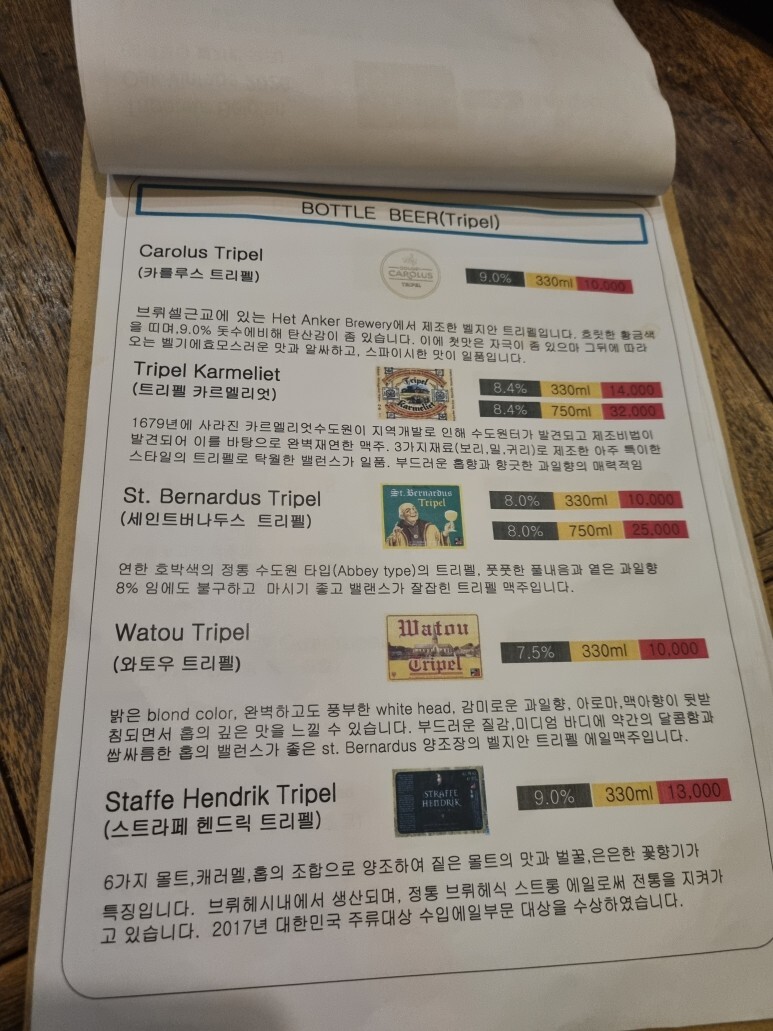 BOTTLE BEER(Tripel)
Carolus Tripel
(카를루스 트리펠)
CAROLUS
TRIPEL
9.0% 330ml 10,000
브뤼셀근교에 있는 Het Anker Brewery에서 제조한 벨지안 트리펠입니다. 흐릿한 황금색
을 띠며,9.0% 돗수에비해 탄산감이 좀 있습니다. 이에 첫맛은 자극이 좀 있으마 그뒤에 따라
오는 벨기에효모스러운 맛과 알싸하고, 스파이시한 맛이 일품입니다.
Tripel Karmeliet
(트리펠 카르멜리엇)
Tripel
Karmeliet
8.4% 330ml 14,000
8.4% 750ml 32,000
1679년에 사라진 카르멜리엇수도원이 지역개발로 인해 수도원터가 발견되고 제조비법이
발견되어 이를 바탕으로 완벽재연한 맥주. 3가지재료(보리,밀,귀리)로 제조한 아주 특이한
스타일의 트리펠로 탁월한 밸런스가 일품. 부드러운 홉향과 향긋한 과일향의 매력적임
St. Bernardus Tripel
(세인트버나두스 트리펠)
St. Bernardus
Tripel
8.0% 330ml 10,000
8.0% 750ml 25,000
연한 호박색의 정통 수도원 타입(Abbey type)의 트리펠, 풋풋한 풀내음과 옅은 과일향
8% 임에도 불구하고 마시기 좋고 밸랜스가 잘잡힌 트리펠 맥주입니다.
Watou Tripel
(와토우 트리펠)
Watou
Tripel
7.5% 330ml 10,000
밝은 blond color, 완벽하고도 풍부한 white head, 감미로운 과일향, 아로마,맥아향이 뒷받
침되면서 홉의 깊은 맛을 느낄 수 있습니다. 부드러운 질감,미디엄 바디에 약간의 달콤함과
쌉싸름한 홉의 밸런스가 좋은 st. Bernardus 양조장의 벨지안 트리펠 에일맥주입니다.
Staffe Hendrik Tripel
(스트라페 헨드릭 트리펠)
STRAFFE
HENDRIK
9.0% 330ml 13,000
6가지 몰트,캐러멜,홉의 조합으로 양조하여 짙은 몰트의 맛과 벌꿀,은은한 꽃향기가
특징입니다. 브뤼헤시내에서 생산되며, 정통 브뤼헤식 스트롱 에일로써 전통을 지켜가
고 있습니다. 2017년 대한민국 주류대상 수입에일부문 대상을 수상하였습니다.